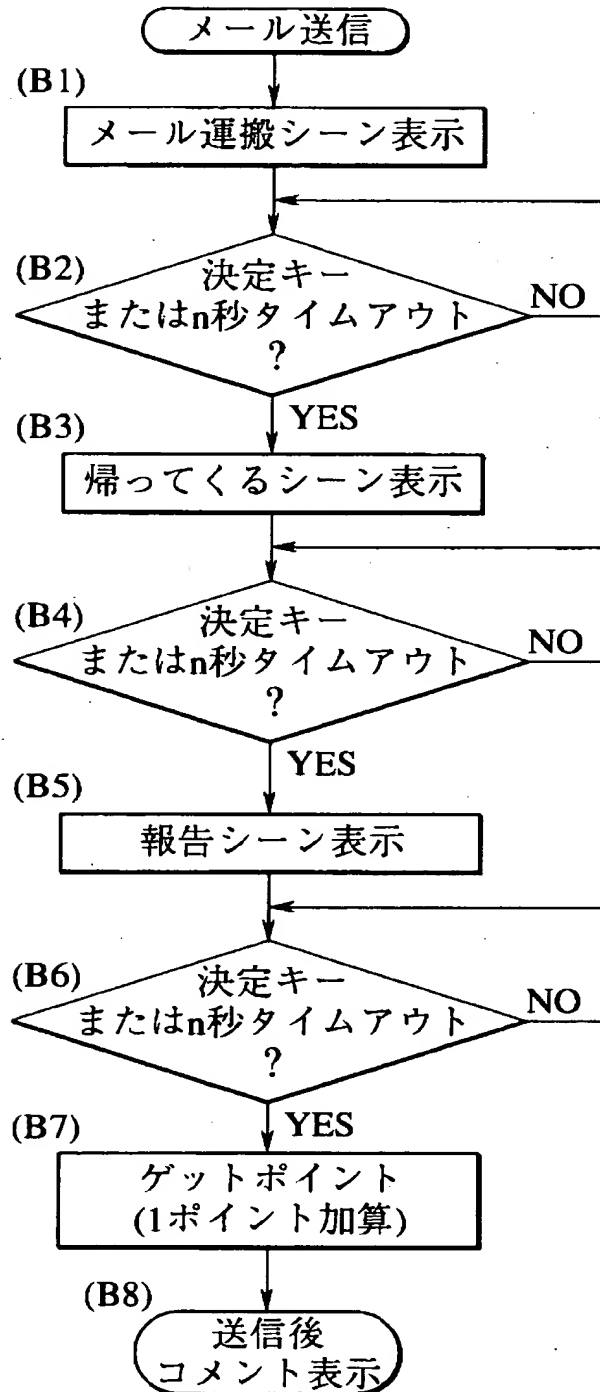 メール送信
(B1)
メール運搬シーン表示
(B2)
決定キー
またはn秒タイムアウト
?
NO
YES
(B3)
帰ってくるシーン表示
(B4)
決定キー
またはn秒タイムアウト
?
NO
YES
(B5)
報告シーン表示
(B6)
決定キー
またはn秒タイムアウト
?
NO
YES
(B7)
ゲットポイント
(1ポイント加算)
(B8)
送信後
コメント表示